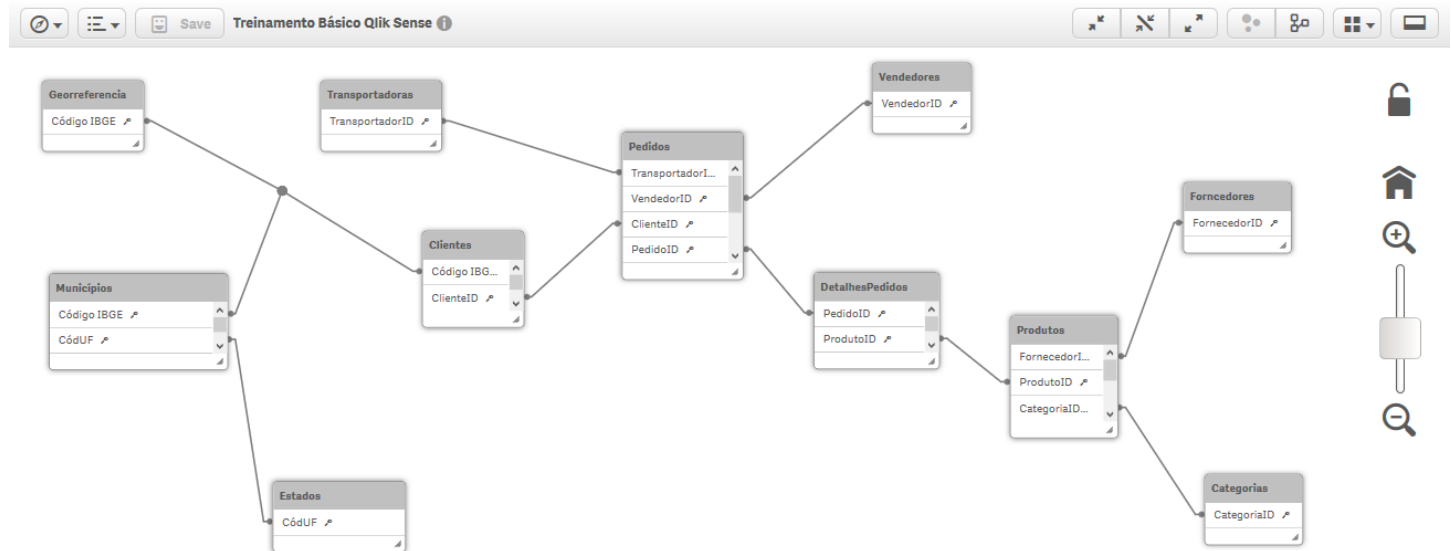 Save
Treinamento Básico Qlik Sense
Georreferencia
Código IBGE
Transportadoras
TransportadorID
Pedidos
TransportadorI...
VendedorID
ClienteID
PedidoID
Vendedores
VendedorID
Forncedores
FornecedorID
Clientes
Código IBG...
ClienteID
Municípios
Código IBGE
CódUF
DetalhesPedidos
PedidoID
ProdutoID
Produtos
FornecedorI...
ProdutoID
CategoriaID...
Estados
CódUF
Categorias
CategoriaID